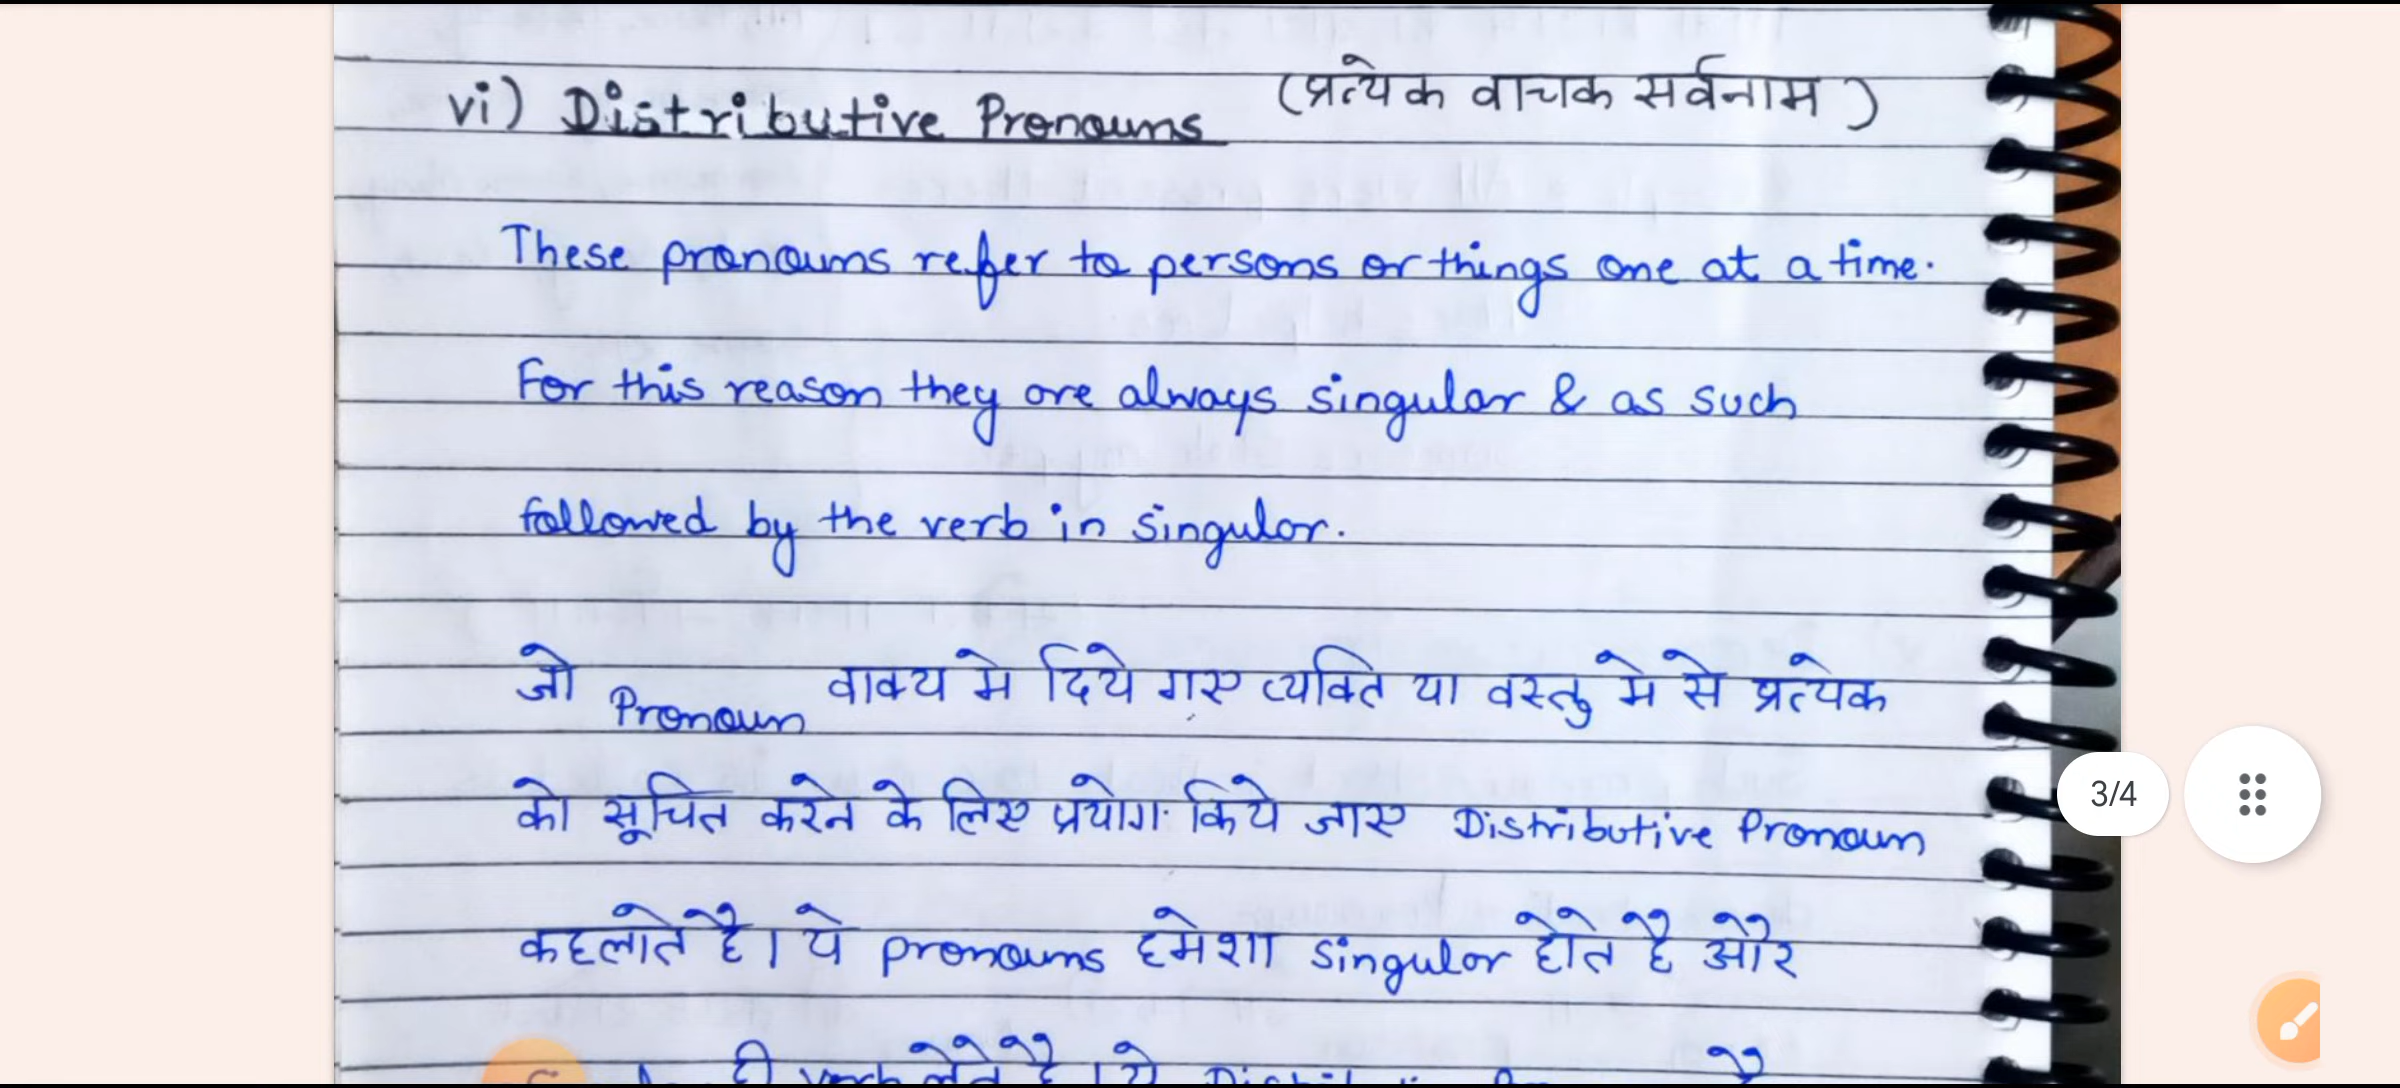 vi) Distributive Pronouns (प्रत्येक वाचक सर्वनाम)
These pronouns refer to persons or things one at a time.
For this reason they are always singular & as such
followed by the verb in singular.
जो Pronoun वाक्य मे दिये गए व्यक्ति या वस्तु मे से प्रत्येक
को सूचित करने के लिए प्रयोग किये जाए Distributive Pronoun
कहलाते है। ये pronouns हमेशा singular होते है और
ही verb लेते है। ये
3/4